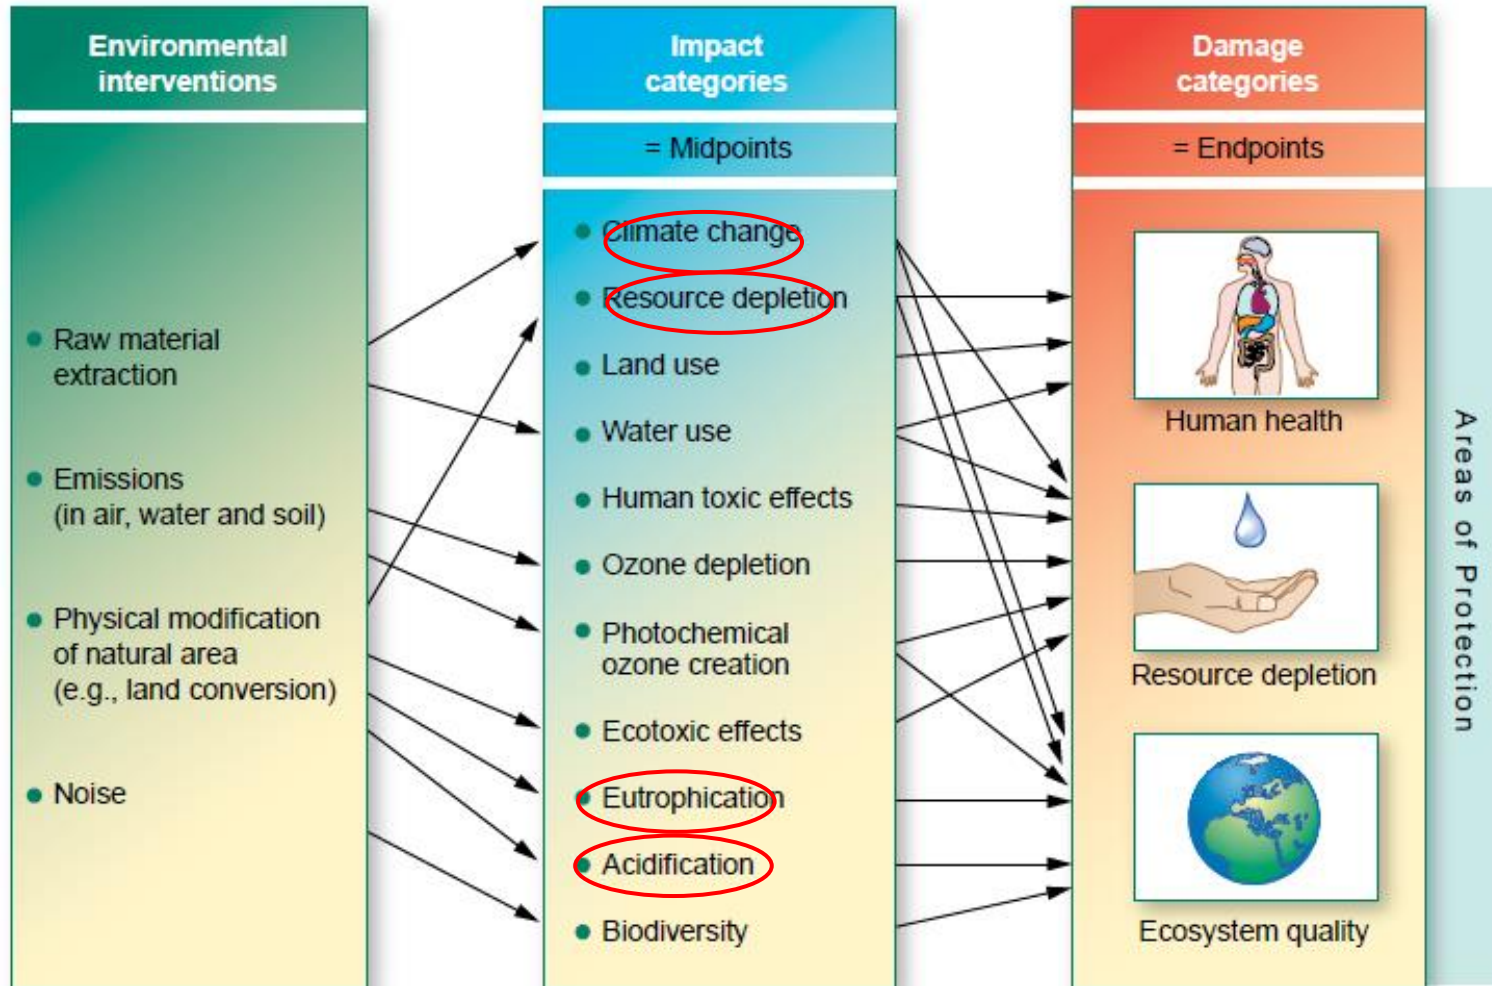 Environmental
interventions
Raw material
extraction
Emissions
(in air, water and soil)
Physical modification
of natural area
(e.g., land conversion)
Noise
Impact
categories
= Midpoints
Climate change
Resource depletion
Land use
Water use
Human toxic effects
Ozone depletion
Photochemical
ozone creation
Ecotoxic effects
Eutrophication
Acidification
Biodiversity
Damage
categories
= Endpoints
Human health
Resource depletion
Ecosystem quality
Areas of Protection